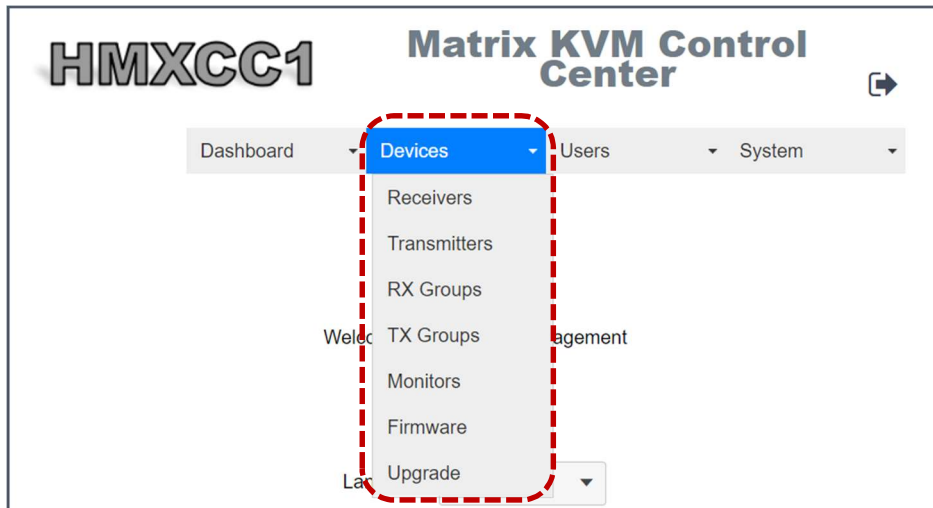 HMXCC1
Matrix KVM Control
Center
Dashboard Devices Users System
Receivers
Transmitters
RX Groups
TX Groups
Monitors
Firmware
Upgrade